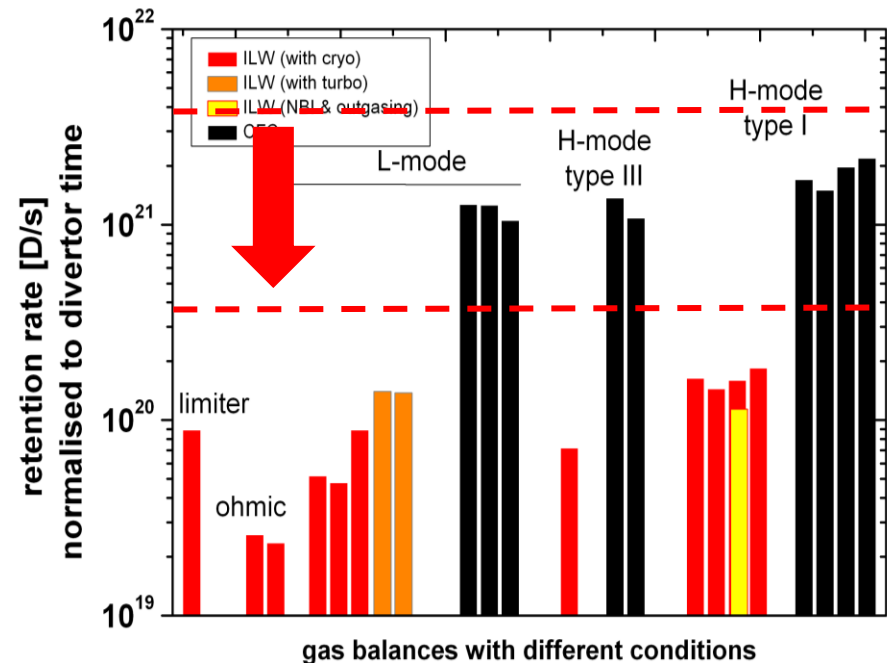 retention rate [D/s]
normalised to divertor time
10²²
10²¹
10²⁰
10¹⁹
ILW (with cryo)
ILW (with turbo)
ILW (NBI & outgasing)
L-mode
H-mode
type III
H-mode
type I
limiter
ohmic
gas balances with different conditions